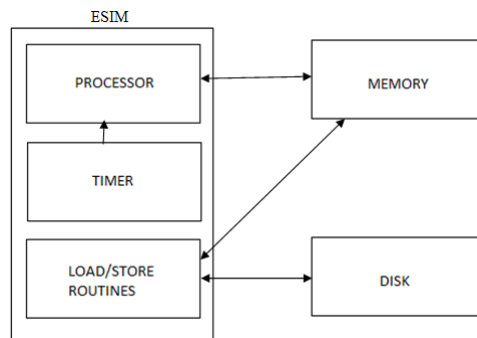 ESIM
PROCESSOR
MEMORY
TIMER
LOAD/STORE
ROUTINES
DISK